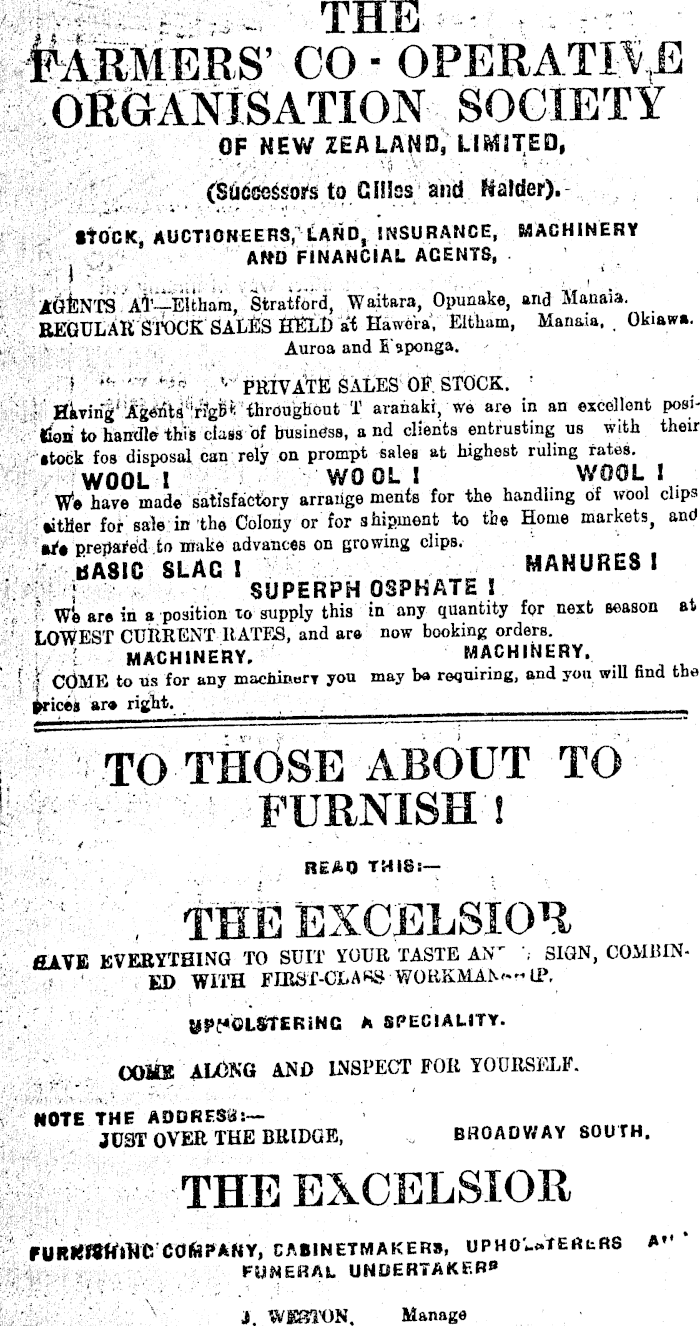 THE
FARMERS' CO-OPERATIVE
ORGANISATION SOCIETY
OF NEW ZEALAND, LIMITED,
(Successors to Gilles and Nalder).
STOCK, AUCTIONEERS, LAND, INSURANCE, MACHINERY
AND FINANCIAL AGENTS,
AGENTS AT—Eltham, Stratford, Waitara, Opunake, and Manaia.
REGULAR STOCK SALES HELD at Hawera, Eltham, Manaia, Okiawa.
Auroa and Kaponga.
PRIVATE SALES OF STOCK.
Having Agents right throughout T aranaki, we are in an excellent posi-
tion to handle this class of business, a nd clients entrusting us with their
stock fos disposal can rely on prompt sales at highest ruling rates.
WOOL ! WO OL ! WOOL !
We have made satisfactory arrange ments for the handling of wool clips
either for sale in the Colony or for shipment to the Home markets, and
are prepared to make advances on growing clips.
BASIC SLAG ! MANURES !
SUPERPH OSPHATE !
We are in a position to supply this in any quantity for next season at
LOWEST CURRENT RATES, and are now booking orders.
MACHINERY. MACHINERY.
COME to us for any machinery you may be requiring, and you will find the
prices are right.
TO THOSE ABOUT TO
FURNISH !
READ THIS:—
THE EXCELSIOR
HAVE EVERYTHING TO SUIT YOUR TASTE SIGN, COMBIN-
ED WITH FIRST-CLASS WORKMANSHIP.
UPHOLSTERING A SPECIALITY.
COME ALONG AND INSPECT FOR YOURSELF.
NOTE THE ADDRESS:—
JUST OVER THE BRIDGE, BROADWAY SOUTH.
THE EXCELSIOR
FURNISHING COMPANY, CABINETMAKERS, UPHOLSTERERS
FUNERAL UNDERTAKERS
J. WESTON, Manage